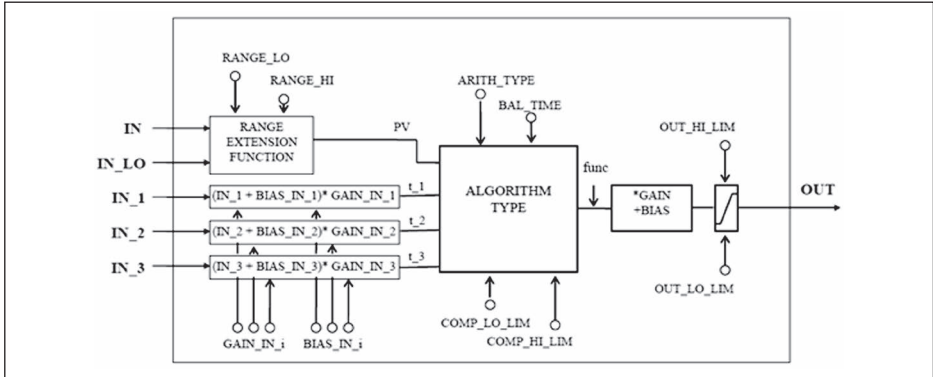 RANGE_LO
RANGE_HI
ARITH_TYPE
BAL_TIME
IN
RANGE
EXTENSION
FUNCTION
PV
OUT_HI_LIM
IN_LO
func
IN_1
(IN_1 + BIAS_IN_1)* GAIN_IN_1
t_1
ALGORITHM
TYPE
*GAIN
+BIAS
OUT
IN_2
(IN_2 + BIAS_IN_2)* GAIN_IN_2
t_2
IN_3
(IN_3 + BIAS_IN_3)* GAIN_IN_3
t_3
OUT_LO_LIM
COMP_LO_LIM
COMP_HI_LIM
GAIN_IN_i
BIAS_IN_i